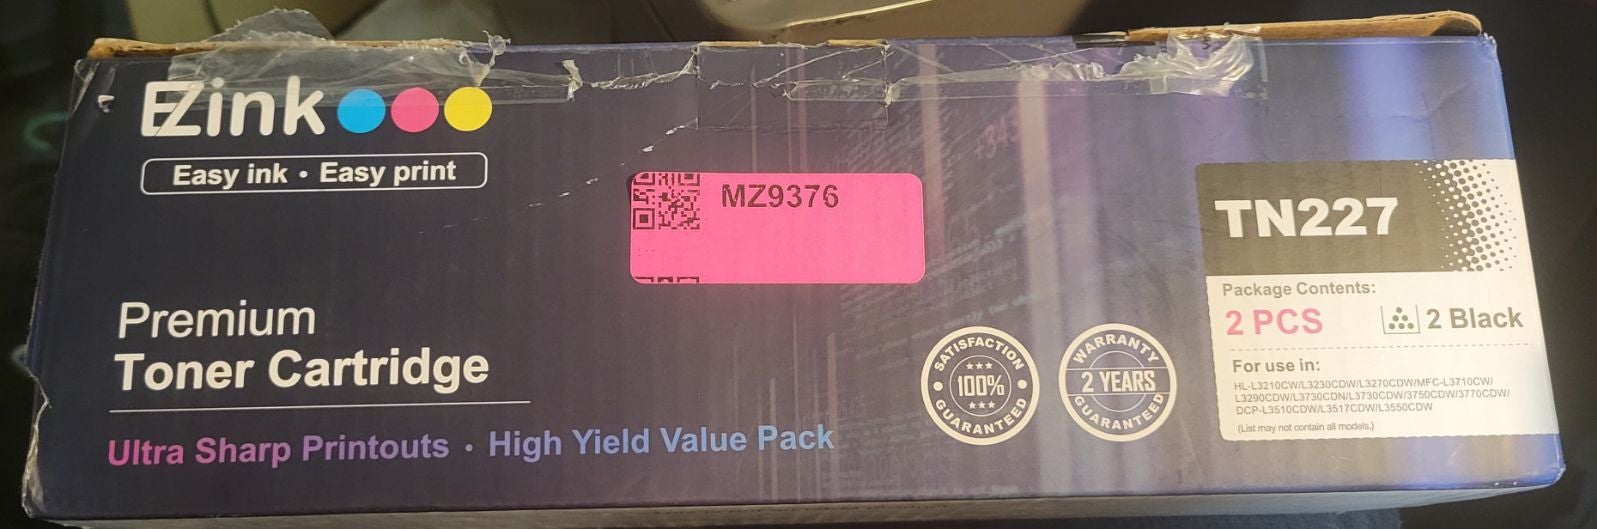 EZink
Easy ink • Easy print
MZ9376
Premium
Toner Cartridge
Ultra Sharp Printouts • High Yield Value Pack
SATISFACTION
100%
GUARANTEED
WARRANTY
2 YEARS
GUARANTEED
TN227
Package Contents:
2 PCS
2 Black
For use in:
HL-L3210CW/L3230CDW/L3270CDW/MFC-L3710CW/
L3290CDW/L3730CDN/L3730CDW/3750CDW/3770CDW/
DCP-L3510CDW/L3517CDW/L3550CDW
(List may not contain all models.)